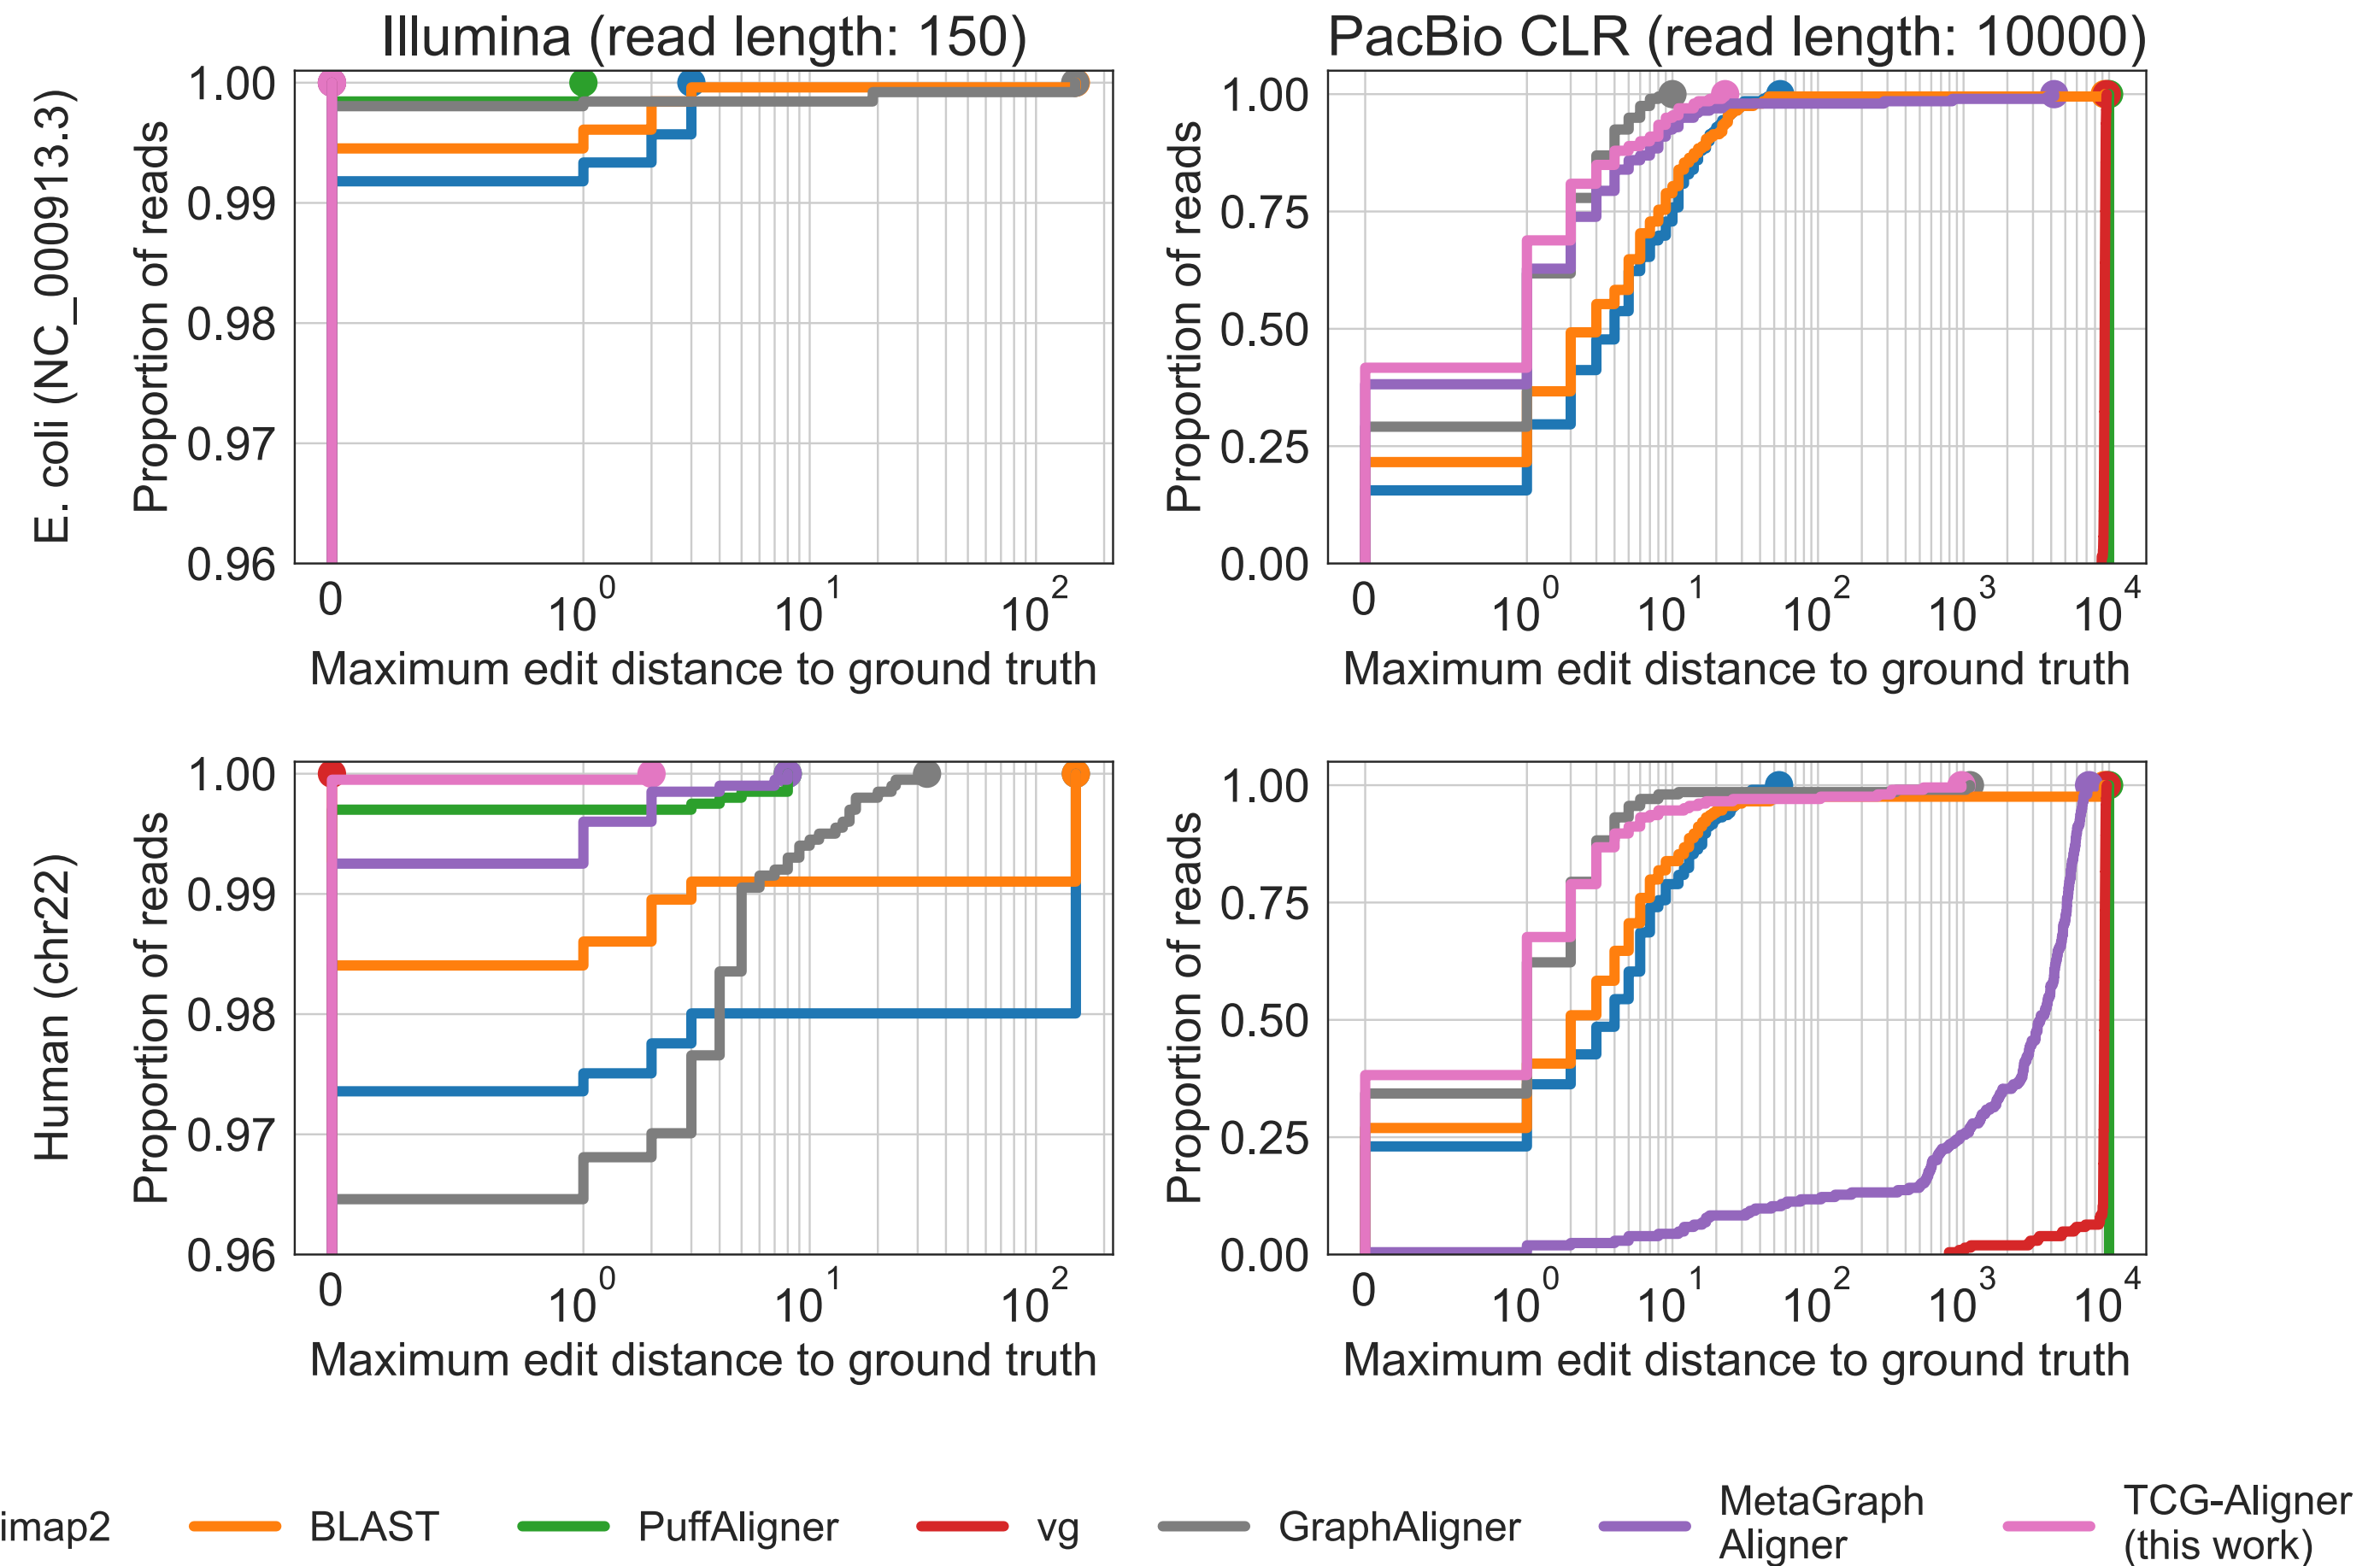 Illumina (read length: 150)
PacBio CLR (read length: 10000)
E. coli (NC_000913.3)
Proportion of reads
1.00
0.99
0.98
0.97
0.96
0 10^0 10^1 10^2
Maximum edit distance to ground truth
Proportion of reads
1.00
0.75
0.50
0.25
0.00
0 10^0 10^1 10^2 10^3 10^4
Maximum edit distance to ground truth
Human (chr22)
Proportion of reads
1.00
0.99
0.98
0.97
0.96
0 10^0 10^1 10^2
Maximum edit distance to ground truth
Proportion of reads
1.00
0.75
0.50
0.25
0.00
0 10^0 10^1 10^2 10^3 10^4
Maximum edit distance to ground truth
imap2
BLAST
PuffAligner
vg
GraphAligner
MetaGraph
Aligner
TCG-Aligner
(this work)